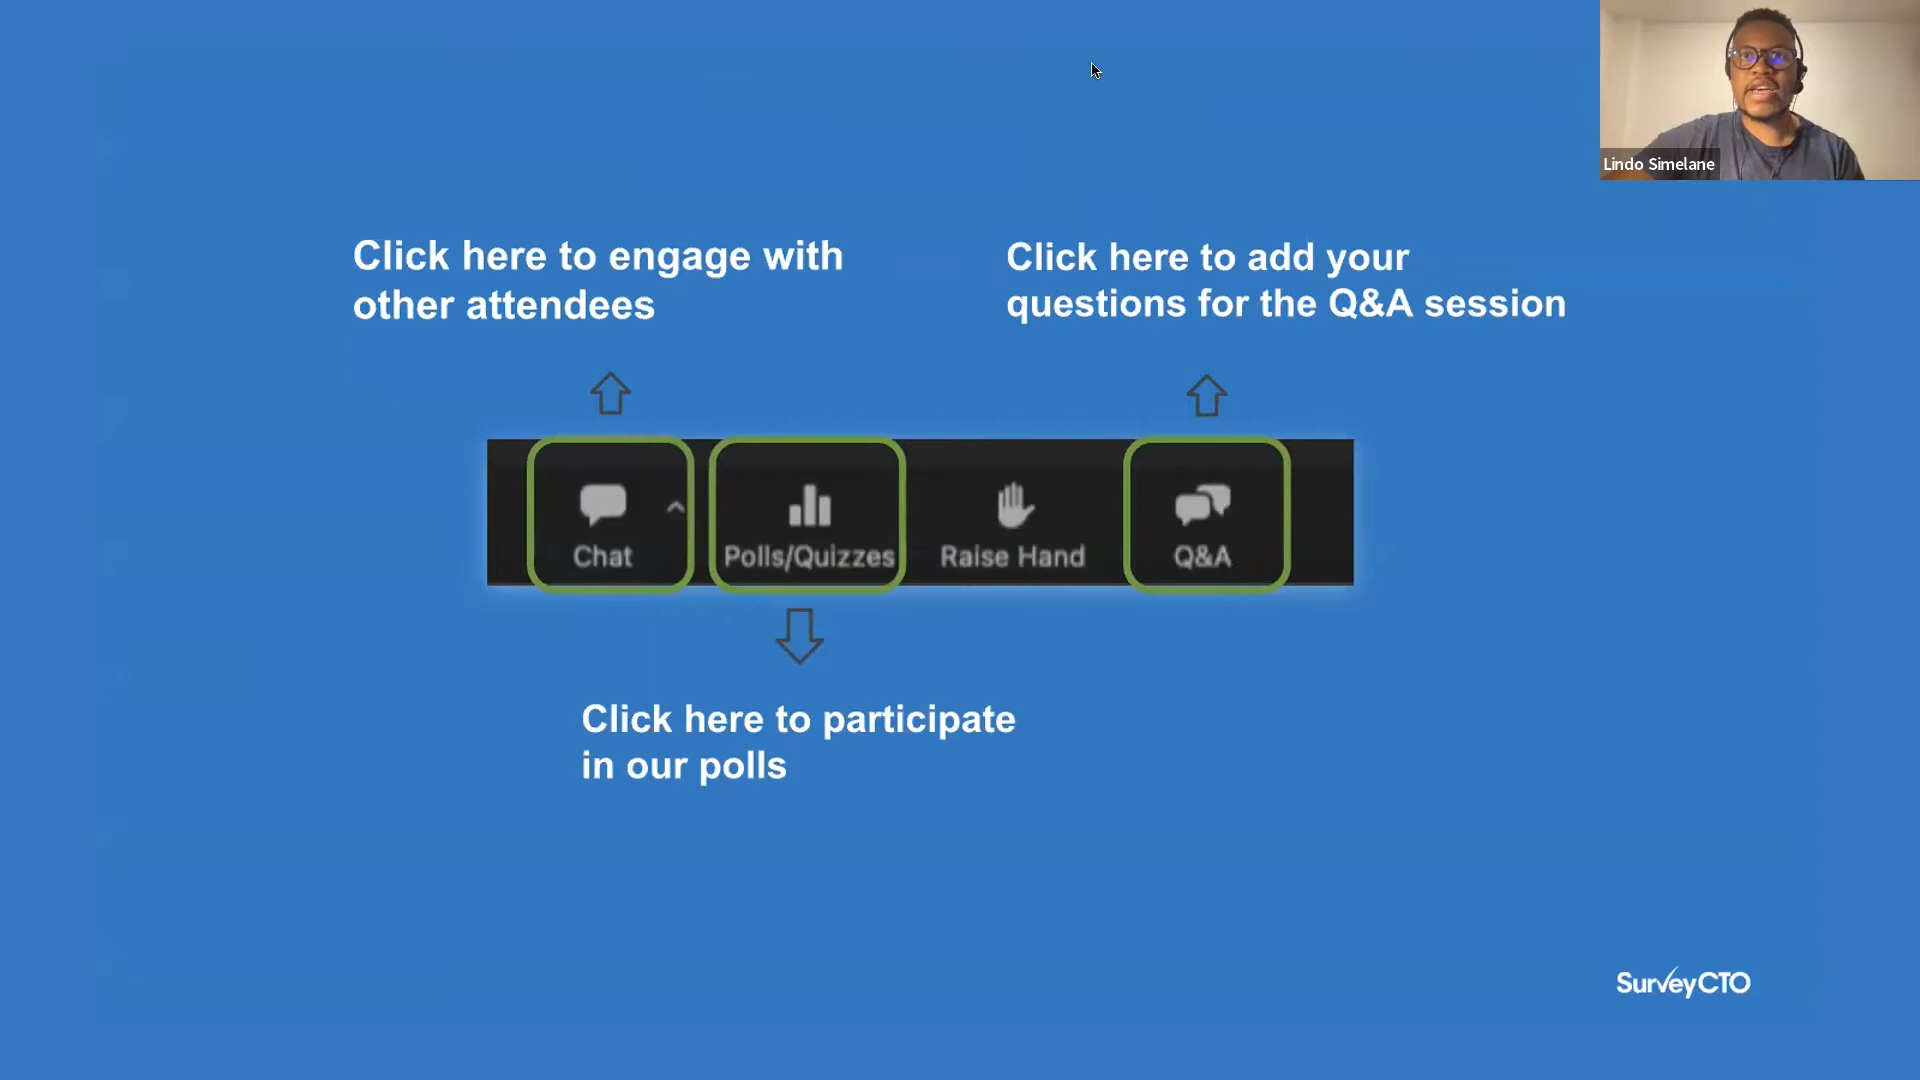 Lindo Simelane
Click here to engage with
other attendees
Click here to add your
questions for the Q&A session
Chat
Polls/Quizzes
Raise Hand
Q&A
Click here to participate
in our polls
SurveyCTO